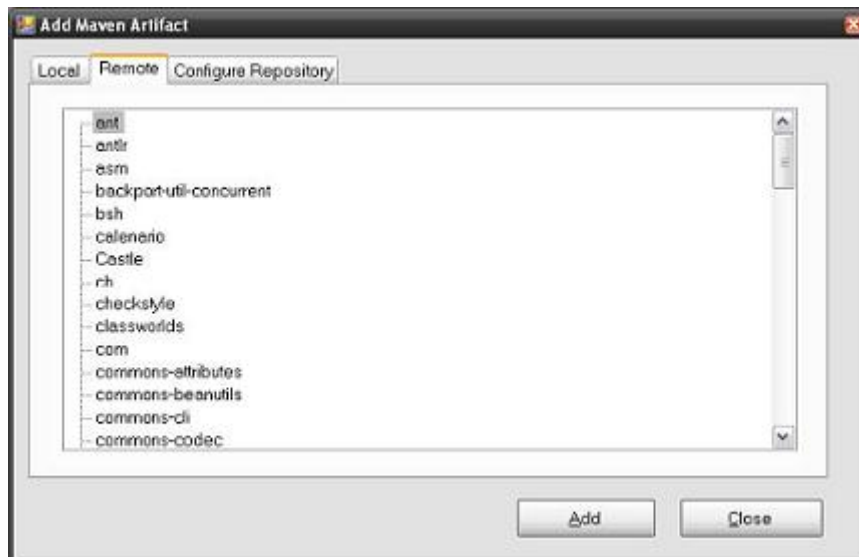 Add Maven Artifact
Local Remote Configure Repository
ant
antlr
asm
backport-util-concurrent
bsh
calenario
Castle
ch
checkstyle
classworlds
com
commons-attributes
commons-beanutils
commons-cli
commons-codec
Add Close